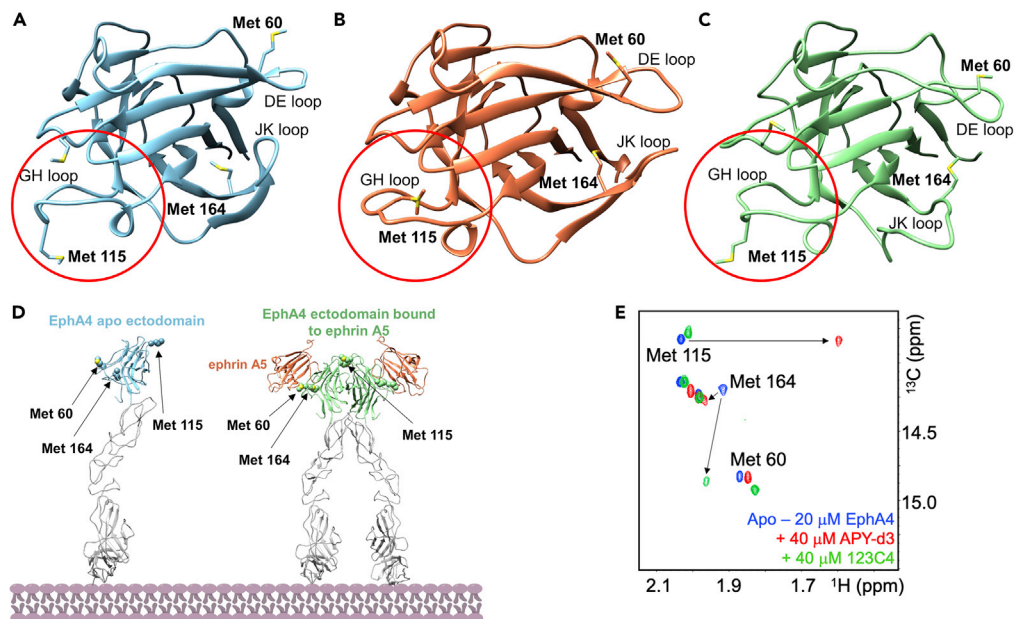 A
Met 60
DE loop
JK loop
GH loop
Met 164
Met 115
B
Met 60
DE loop
JK loop
GH loop
Met 164
Met 115
C
Met 60
DE loop
GH loop
Met 164
JK loop
Met 115
D
EphA4 apo ectodomain
Met 60
Met 164
Met 115
EphA4 ectodomain bound
to ephrin A5
ephrin A5
Met 60
Met 164
Met 115
E
Met 115
Met 164
Met 60
Apo – 20 μM EphA4
+ 40 μM APY-d3
+ 40 μM 123C4
¹³C (ppm)
14.5
15.0
2.1 1.9 1.7 ¹H (ppm)